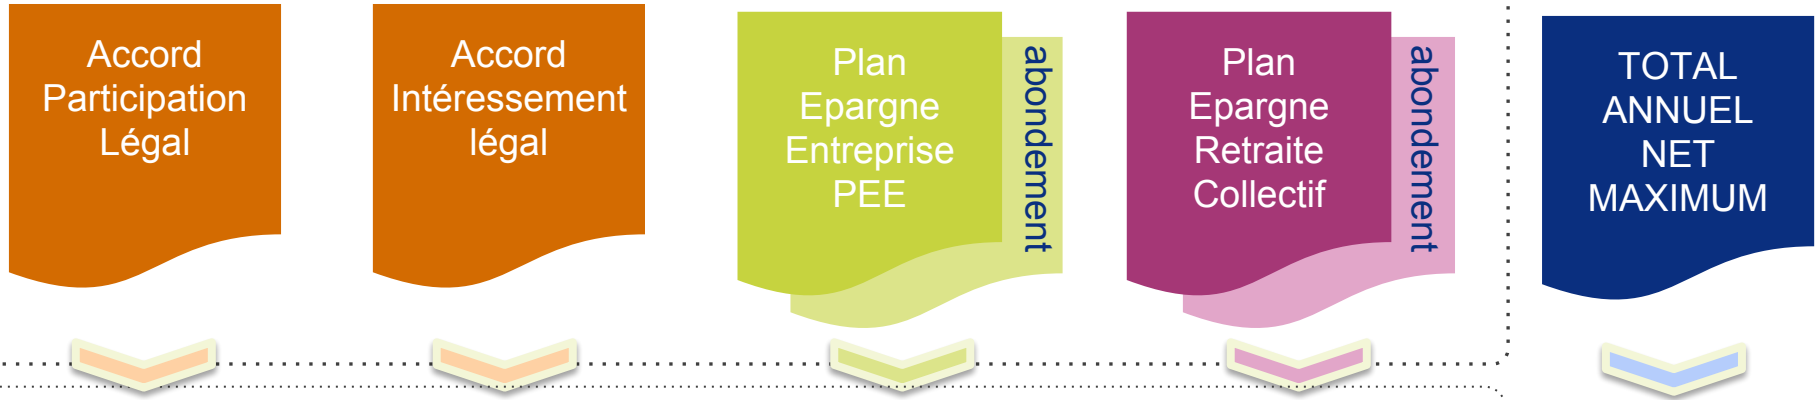 Accord
Participation
Légal
Accord
Intéressement
légal
Plan
Epargne
Entreprise
PEE
abondement
Plan
Epargne
Retraite
Collectif
abondement
TOTAL
ANNUEL
NET
MAXIMUM